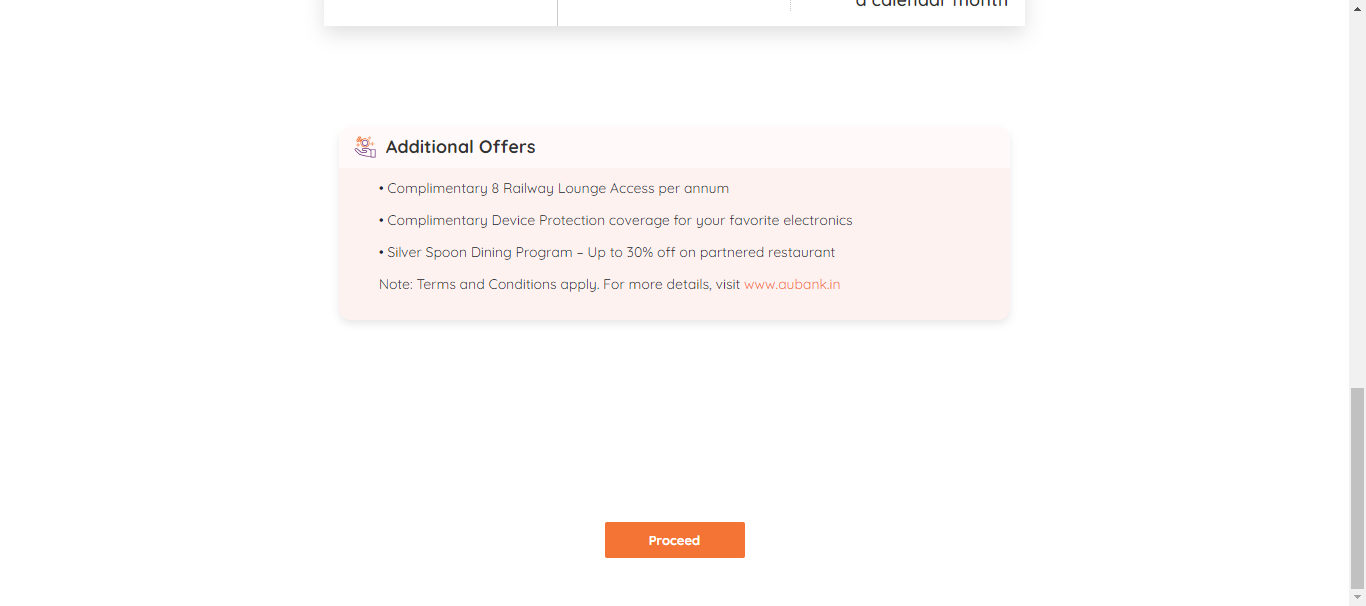 a calendar month
Additional Offers
• Complimentary 8 Railway Lounge Access per annum
• Complimentary Device Protection coverage for your favorite electronics
• Silver Spoon Dining Program – Up to 30% off on partnered restaurant
Note: Terms and Conditions apply. For more details, visit www.aubank.in
Proceed